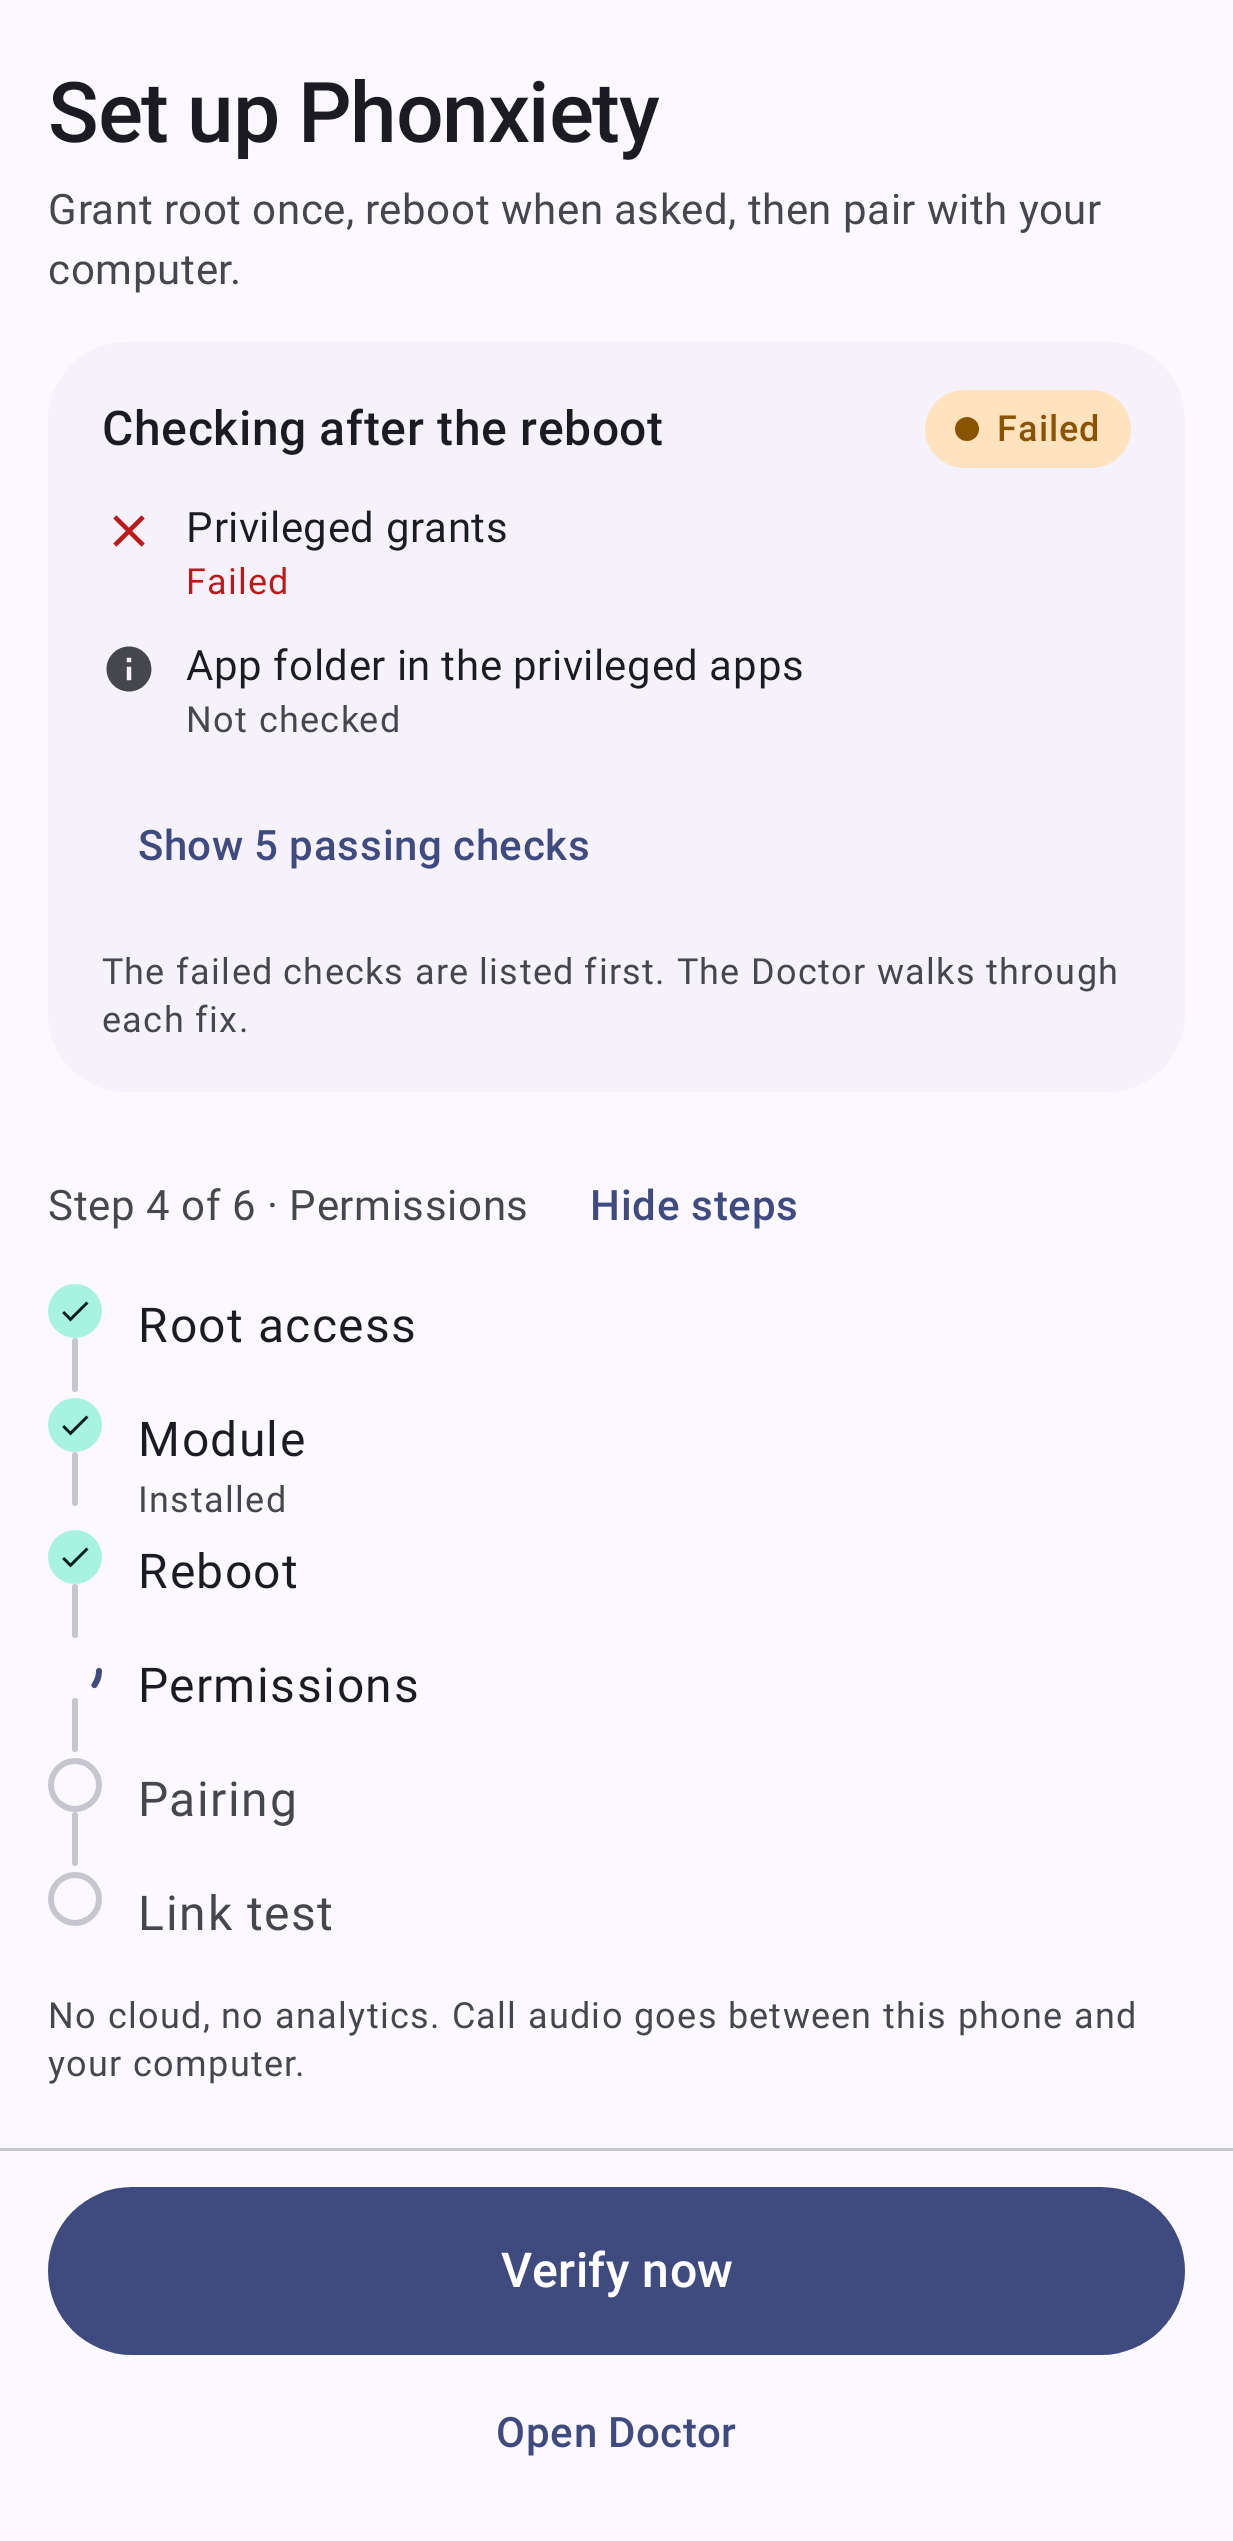 Set up Phonxiety
Grant root once, reboot when asked, then pair with your
computer.
Checking after the reboot
Failed
Privileged grants
Failed
App folder in the privileged apps
Not checked
Show 5 passing checks
The failed checks are listed first. The Doctor walks through
each fix.
Step 4 of 6 · Permissions
Hide steps
Root access
Module
Installed
Reboot
Permissions
Pairing
Link test
No cloud, no analytics. Call audio goes between this phone and
your computer.
Verify now
Open Doctor